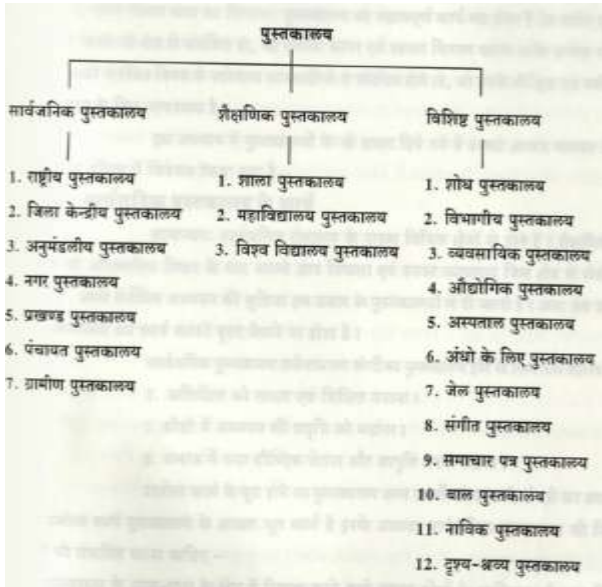 पुस्तकालय
सार्वजनिक पुस्तकालय
1. राष्ट्रीय पुस्तकालय
2. जिला केन्द्रीय पुस्तकालय
3. अनुमंडलीय पुस्तकालय
4. नगर पुस्तकालय
5. प्रखण्ड पुस्तकालय
6. पंचायत पुस्तकालय
7. ग्रामीण पुस्तकालय
शैक्षणिक पुस्तकालय
1. शाला पुस्तकालय
2. महाविद्यालय पुस्तकालय
3. विश्व विद्यालय पुस्तकालय
विशिष्ट पुस्तकालय
1. शोध पुस्तकालय
2. विभागीय पुस्तकालय
3. व्यवसायिक पुस्तकालय
4. औद्योगिक पुस्तकालय
5. अस्पताल पुस्तकालय
6. अंधो के लिए पुस्तकालय
7. जेल पुस्तकालय
8. संगीत पुस्तकालय
9. समाचार पत्र पुस्तकालय
10. बाल पुस्तकालय
11. नाविक पुस्तकालय
12. दृश्य-श्रव्य पुस्तकालय